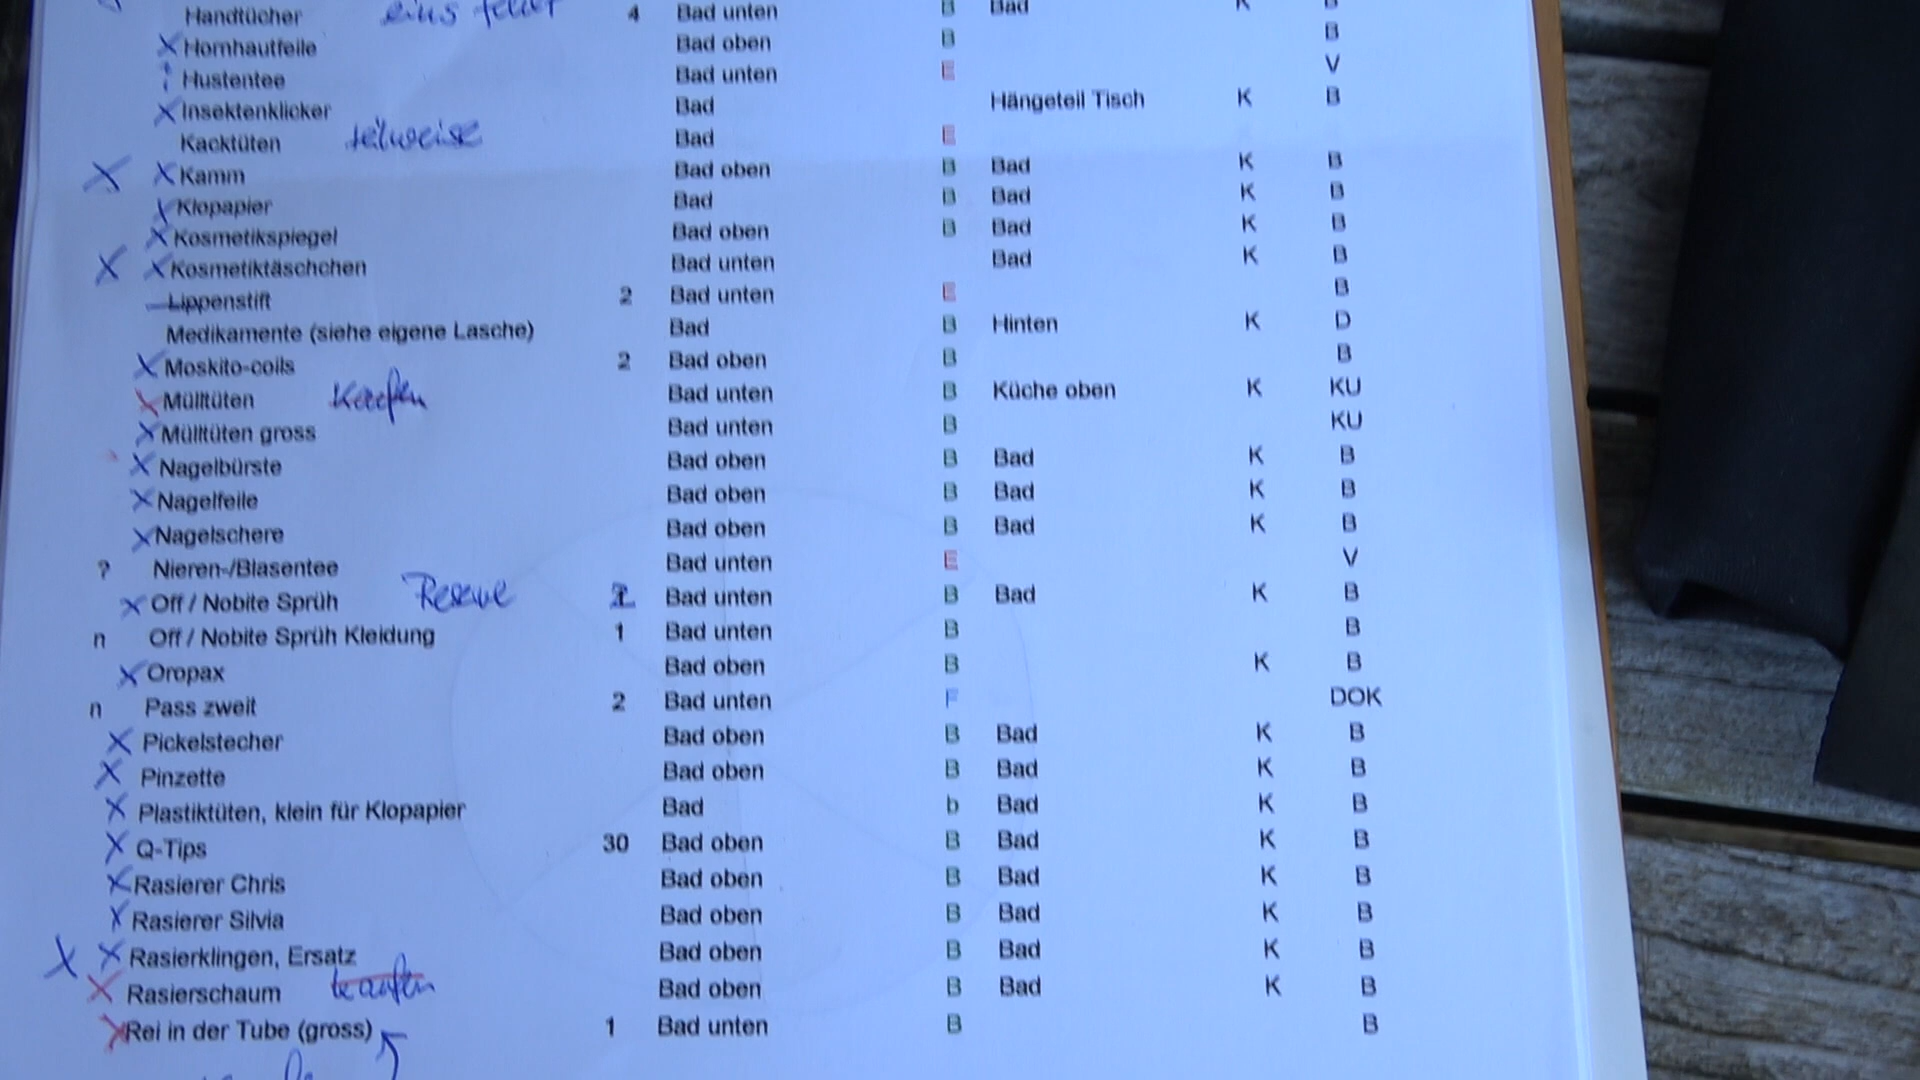 Handtücher eins fehlt 4 Bad unten B Bad K B
X Hornhautfeile Bad oben B B
Hustentee Bad unten E V
X Insektenklicker Bad Hängeteil Tisch K B
Kacktüten teilweise Bad E
X X Kamm Bad oben B Bad K B
X Klopapier Bad B Bad K B
X Kosmetikspiegel Bad oben B Bad K B
X X Kosmetiktäschchen Bad unten Bad K B
Lippenstift 2 Bad unten E B
Medikamente (siehe eigene Lasche) Bad B Hinten K D
X Moskito-coils 2 Bad oben B B
X Mülltüten Kaufen Bad unten B Küche oben K KU
X Mülltüten gross Bad unten B KU
X Nagelbürste Bad oben B Bad K B
X Nagelfeile Bad oben B Bad K B
X Nagelschere Bad oben B Bad K B
? Nieren-/Blasentee Bad unten E V
X Off / Nobite Sprüh Reserve Bad unten B Bad K B
n Off / Nobite Sprüh Kleidung 1 Bad unten B B
X Oropax Bad oben B K B
n Pass zweit 2 Bad unten F DOK
X Pickelstecher Bad oben B Bad K B
X Pinzette Bad oben B Bad K B
X Plastiktüten, klein für Klopapier Bad b Bad K B
X Q-Tips 30 Bad oben B Bad K B
X Rasierer Chris Bad oben B Bad K B
X Rasierer Silvia Bad oben B Bad K B
X X Rasierklingen, Ersatz Bad oben B Bad K B
X Rasierschaum kaufen Bad oben B Bad K B
X Rei in der Tube (gross) 1 Bad unten B B